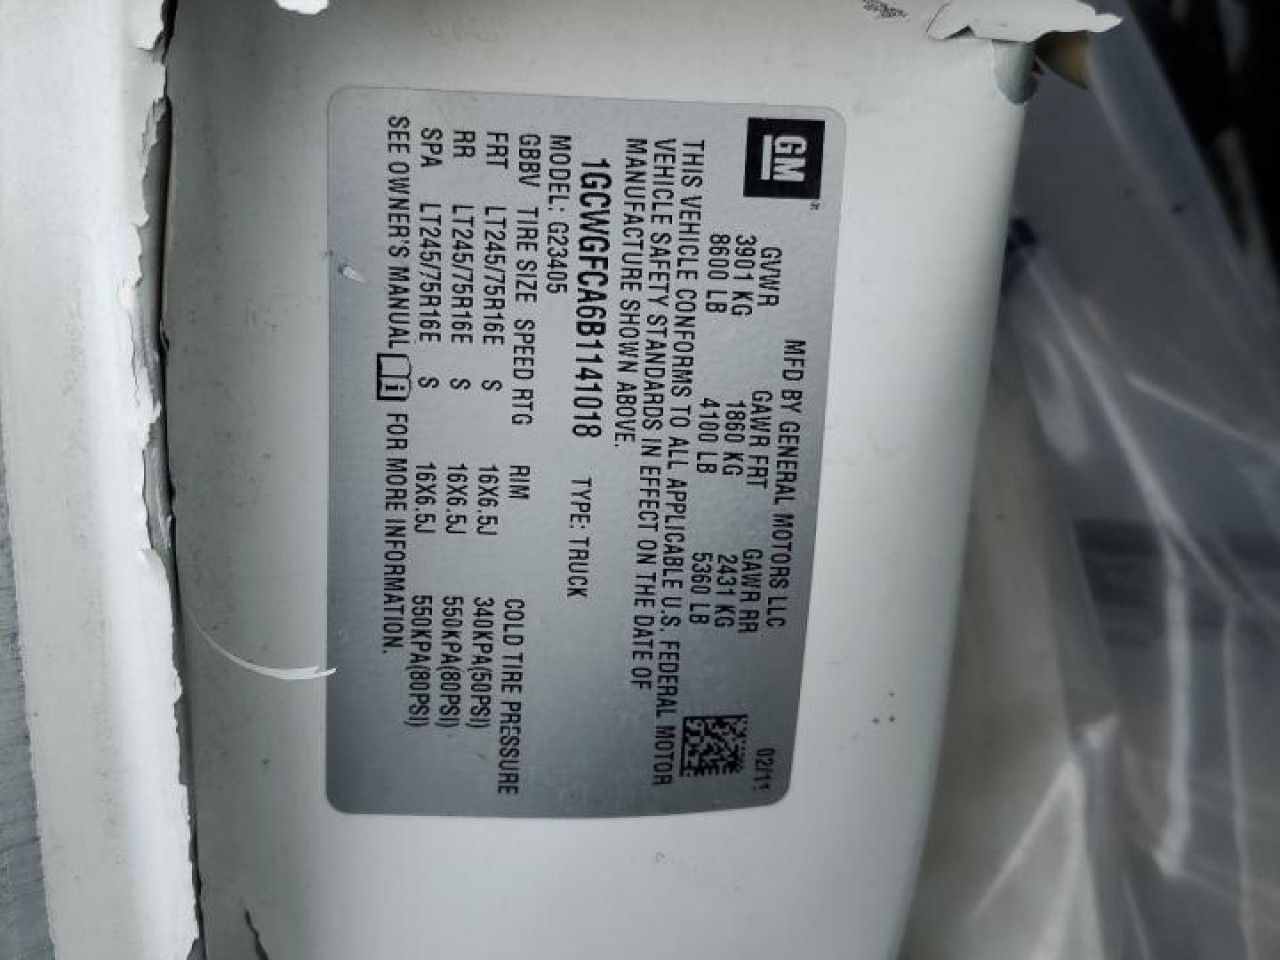 GM
MFD BY GENERAL MOTORS LLC 02/11
GVWR GAWR FRT GAWR RR
3901 KG 1860 KG 2431 KG
8600 LB 4100 LB 5360 LB
THIS VEHICLE CONFORMS TO ALL APPLICABLE U.S. FEDERAL MOTOR
VEHICLE SAFETY STANDARDS IN EFFECT ON THE DATE OF
MANUFACTURE SHOWN ABOVE.
1GCWGFCA6B1141018 TYPE: TRUCK
MODEL: G23405
GBBV TIRE SIZE SPEED RTG RIM COLD TIRE PRESSURE
FRT LT245/75R16E S 16X6.5J 340KPA(50PSI)
RR LT245/75R16E S 16X6.5J 550KPA(80PSI)
SPA LT245/75R16E S 16X6.5J 550KPA(80PSI)
SEE OWNER'S MANUAL i FOR MORE INFORMATION.